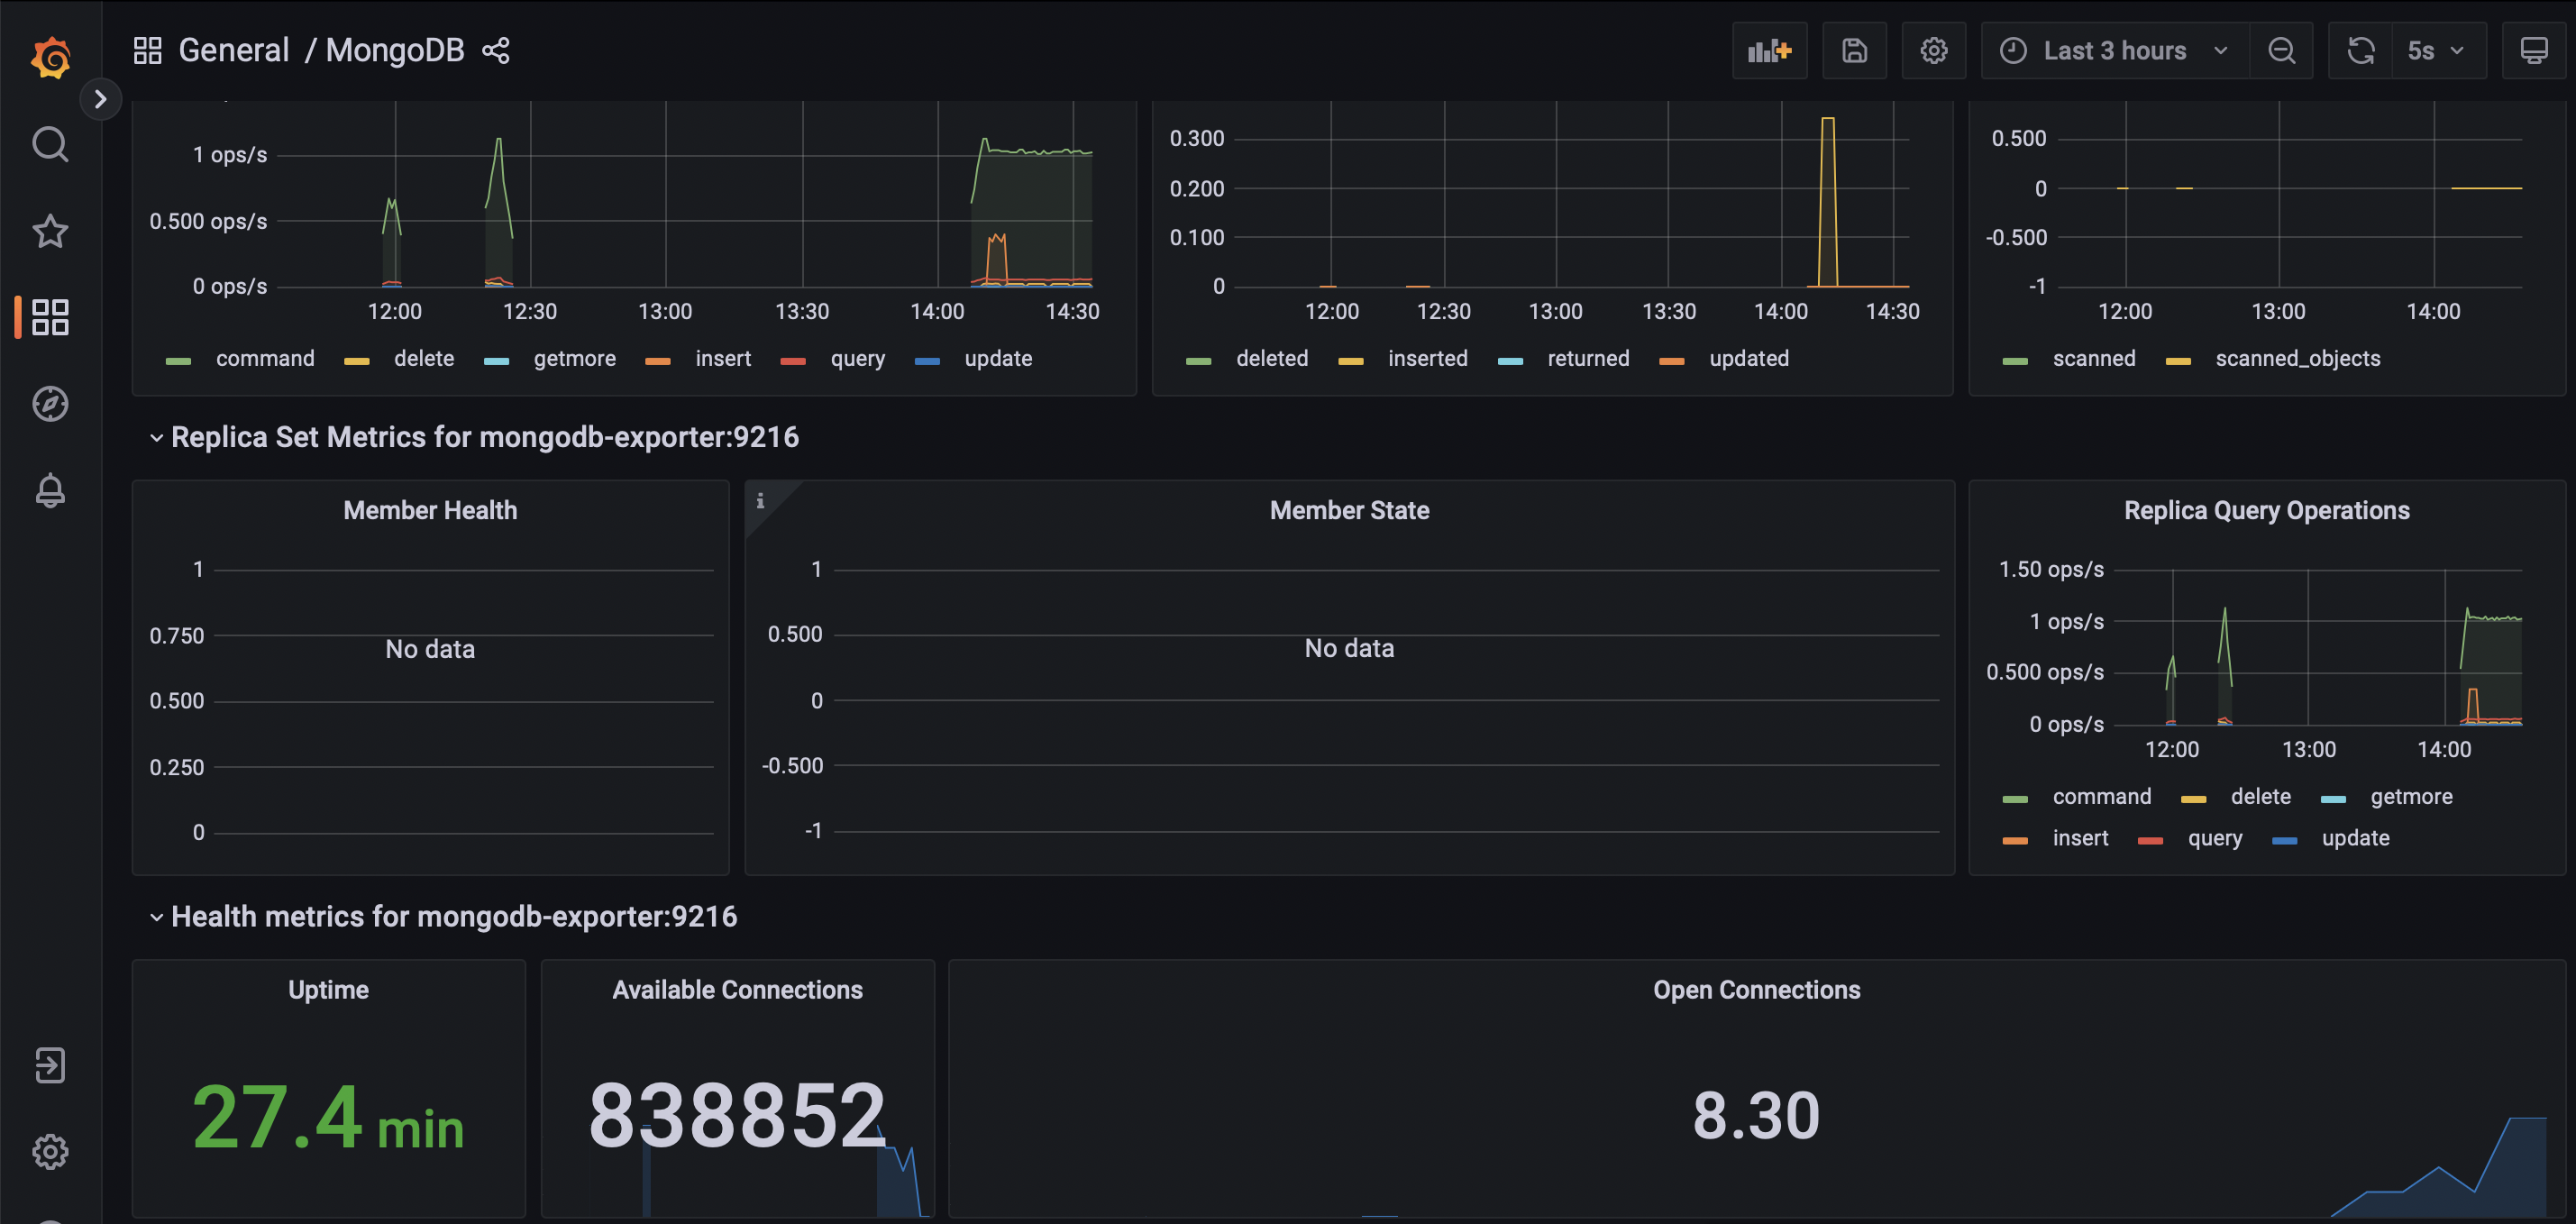 General / MongoDB
Last 3 hours
5s
1 ops/s
0.500 ops/s
0 ops/s
12:00 12:30 13:00 13:30 14:00 14:30
command delete getmore insert query update
0.300
0.200
0.100
0
12:00 12:30 13:00 13:30 14:00 14:30
deleted inserted returned updated
0.500
0
-0.500
-1
12:00 13:00 14:00
scanned scanned_objects
Replica Set Metrics for mongodb-exporter:9216
Member Health
1
0.750
No data
0.500
0.250
0
i
Member State
1
0.500
No data
0
-0.500
-1
Replica Query Operations
1.50 ops/s
1 ops/s
0.500 ops/s
0 ops/s
12:00 13:00 14:00
command delete getmore
insert query update
Health metrics for mongodb-exporter:9216
Uptime
27.4 min
Available Connections
838852
Open Connections
8.30